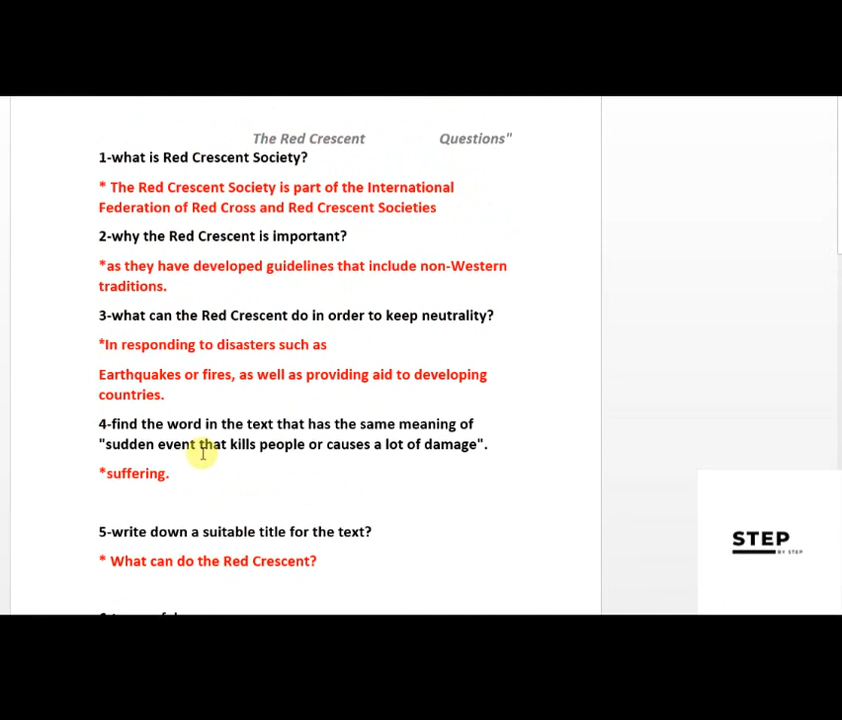 The Red Crescent Questions"
1-what is Red Crescent Society?
* The Red Crescent Society is part of the International
Federation of Red Cross and Red Crescent Societies
2-why the Red Crescent is important?
*as they have developed guidelines that include non-Western
traditions.
3-what can the Red Crescent do in order to keep neutrality?
*In responding to disasters such as
Earthquakes or fires, as well as providing aid to developing
countries.
4-find the word in the text that has the same meaning of
"sudden event that kills people or causes a lot of damage".
*suffering.
5-write down a suitable title for the text?
* What can do the Red Crescent?
STEP
BY STEP